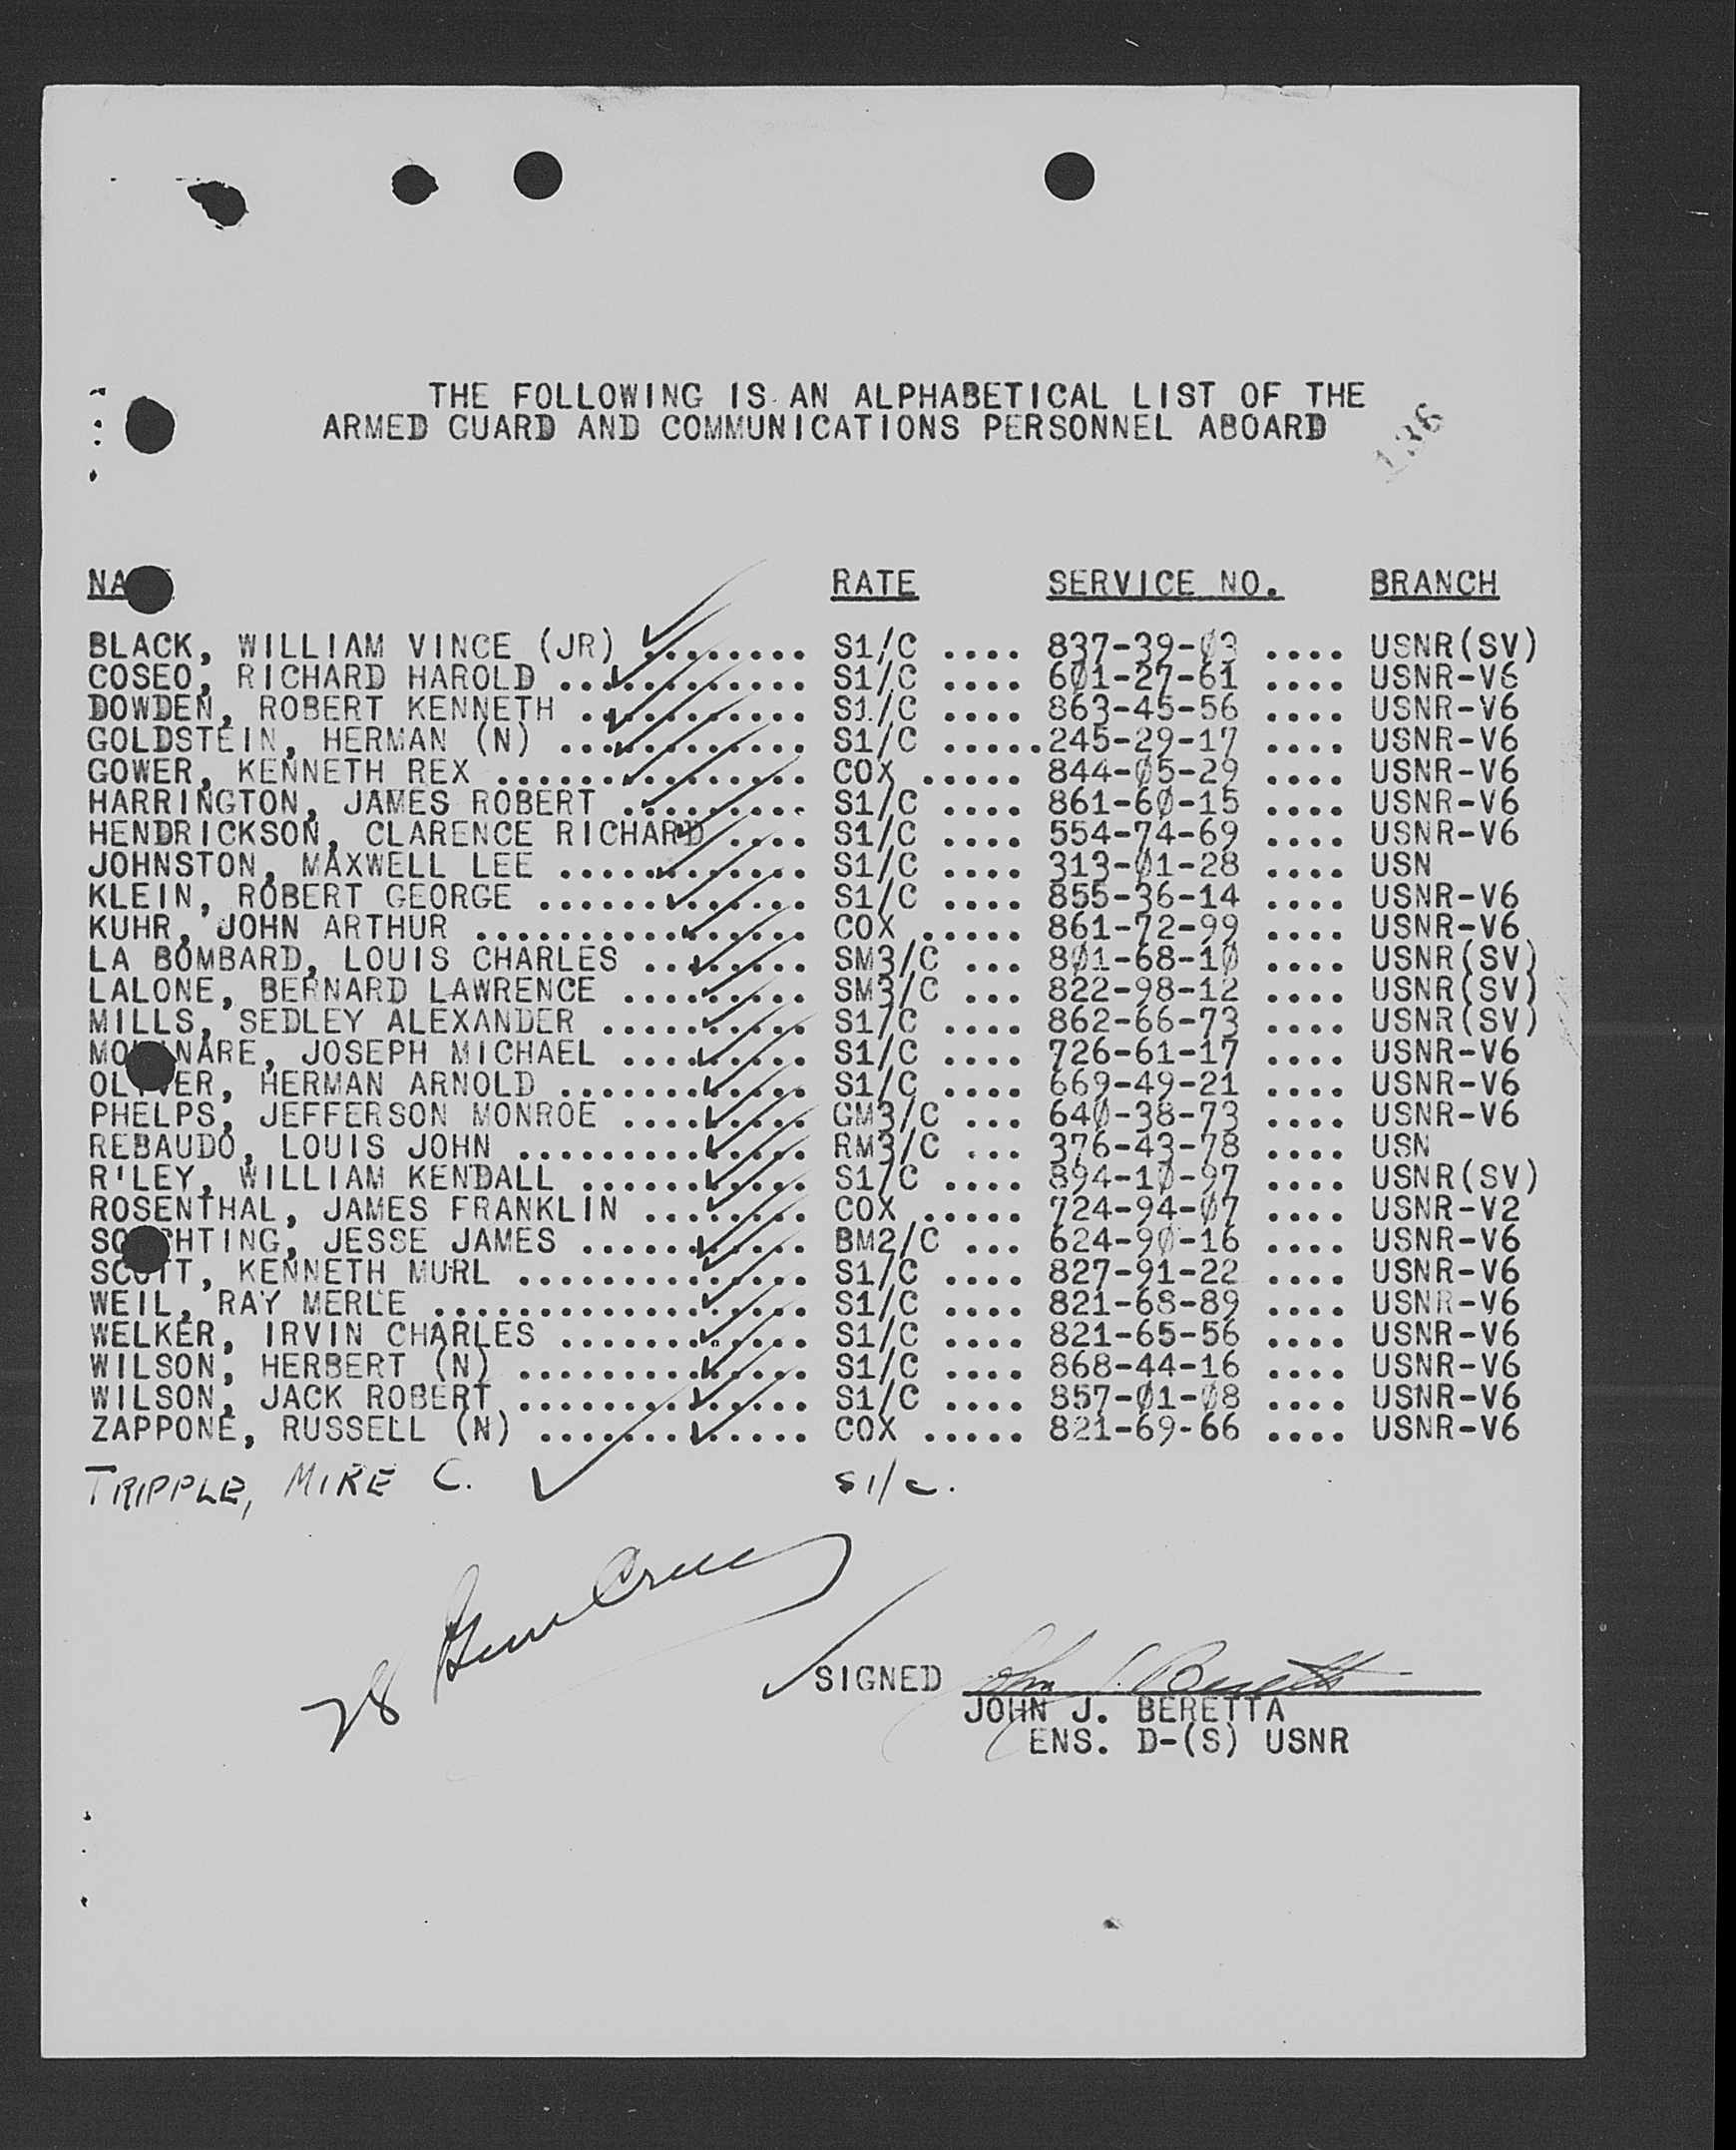 THE FOLLOWING IS AN ALPHABETICAL LIST OF THE
ARMED GUARD AND COMMUNICATIONS PERSONNEL ABOARD
136
RATE SERVICE NO. BRANCH
BLACK, WILLIAM VINCE (JR) ........ S1/C .... 837-39-03 .... USNR(SV)
COSEO, RICHARD HAROLD ............ S1/C .... 601-27-61 .... USNR-V6
DOWDEN, ROBERT KENNETH ........... S1/C .... 863-45-56 .... USNR-V6
GOLDSTEIN, HERMAN (N) ............ S1/C .....245-29-17 .... USNR-V6
GOWER, KENNETH REX ............... COX ..... 844-05-29 .... USNR-V6
HARRINGTON, JAMES ROBERT ......... S1/C .... 861-60-15 .... USNR-V6
HENDRICKSON, CLARENCE RICHARD .... S1/C .... 554-74-69 .... USNR-V6
JOHNSTON, MAXWELL LEE ............ S1/C .... 313-01-28 .... USN
KLEIN, ROBERT GEORGE ............. S1/C .... 855-36-14 .... USNR-V6
KUHR, JOHN ARTHUR ................ COX ..... 861-72-99 .... USNR-V6
LA BOMBARD, LOUIS CHARLES ........ SM3/C ... 801-68-10 .... USNR(SV)
LALONE, BERNARD LAWRENCE ......... SM3/C ... 822-98-12 .... USNR(SV)
MILLS, SEDLEY ALEXANDER .......... S1/C .... 862-66-73 .... USNR(SV)
JOSEPH MICHAEL ......... S1/C .... 726-61-17 .... USNR-V6
OLIVER, HERMAN ARNOLD ............ S1/C .... 669-49-21 .... USNR-V6
PHELPS, JEFFERSON MONROE ......... GM3/C ... 640-38-73 .... USNR-V6
REBAUDO, LOUIS JOHN .............. RM3/C ... 376-43-78 .... USN
RILEY, WILLIAM KENDALL ........... S1/C .... 894-10-97 .... USNR(SV)
ROSENTHAL, JAMES FRANKLIN ........ COX ..... 724-94-07 .... USNR-V2
JESSE JAMES ........... BM2/C ... 624-90-16 .... USNR-V6
SCOTT, KENNETH MURL .............. S1/C .... 827-91-22 .... USNR-V6
WEIL, RAY MERLE .................. S1/C .... 821-68-89 .... USNR-V6
WELKER, IRVIN CHARLES ............ S1/C .... 821-65-56 .... USNR-V6
WILSON, HERBERT (N) .............. S1/C .... 868-44-16 .... USNR-V6
WILSON, JACK ROBERT .............. S1/C .... 857-01-08 .... USNR-V6
ZAPPONE, RUSSELL (N) ............. COX ..... 821-69-66 .... USNR-V6
TRIPPLE, MIKE C. S1/c.
28 Gun Crew
SIGNED John J. Beretta
JOHN J. BERETTA
ENS. D-(S) USNR